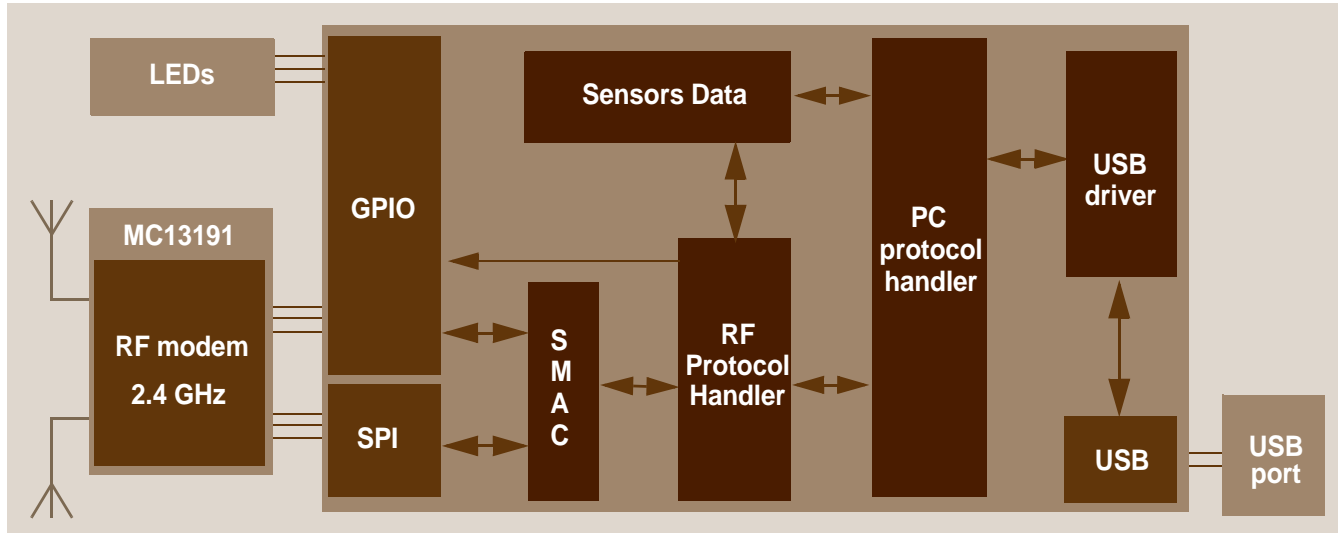 LEDs
GPIO
Sensors Data
PC
protocol
handler
USB
driver
MC13191
RF modem
2.4 GHz
SPI
S
M
A
C
RF
Protocol
Handler
USB
USB
port